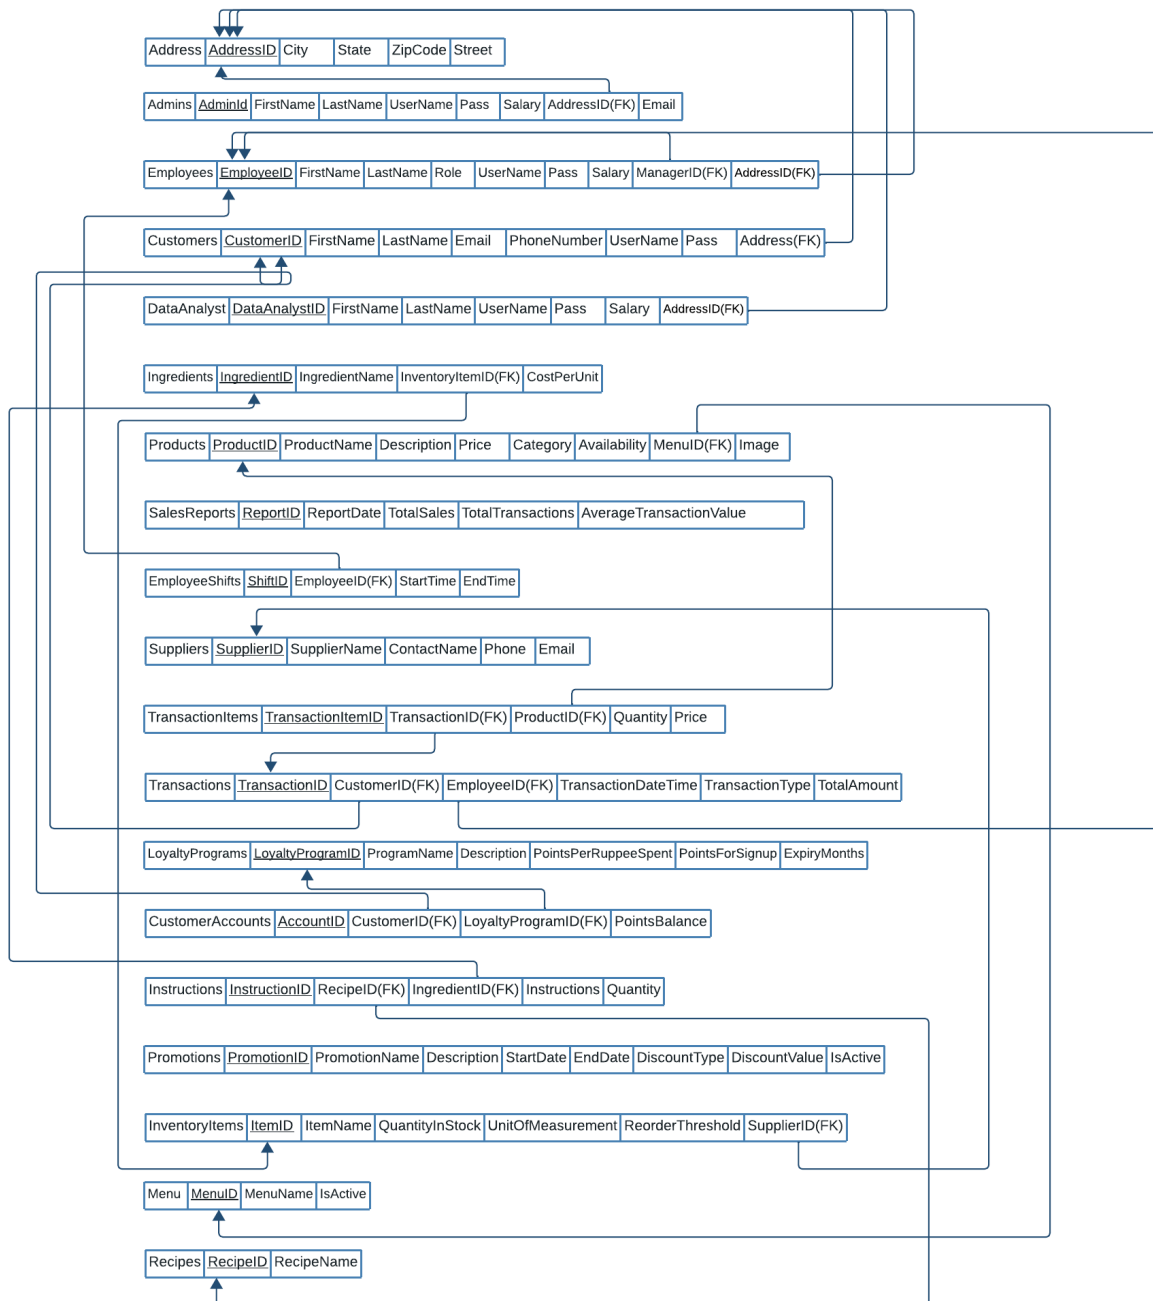 Address AddressID City State ZipCode Street
Admins AdminId FirstName LastName UserName Pass Salary AddressID(FK) Email
Employees EmployeeID FirstName LastName Role UserName Pass Salary ManagerID(FK) AddressID(FK)
Customers CustomerID FirstName LastName Email PhoneNumber UserName Pass Address(FK)
DataAnalyst DataAnalystID FirstName LastName UserName Pass Salary AddressID(FK)
Ingredients IngredientID IngredientName InventoryItemID(FK) CostPerUnit
Products ProductID ProductName Description Price Category Availability MenuID(FK) Image
SalesReports ReportID ReportDate TotalSales TotalTransactions AverageTransactionValue
EmployeeShifts ShiftID EmployeeID(FK) StartTime EndTime
Suppliers SupplierID SupplierName ContactName Phone Email
TransactionItems TransactionItemID TransactionID(FK) ProductID(FK) Quantity Price
Transactions TransactionID CustomerID(FK) EmployeeID(FK) TransactionDateTime TransactionType TotalAmount
LoyaltyPrograms LoyaltyProgramID ProgramName Description PointsPerRuppeeSpent PointsForSignup ExpiryMonths
CustomerAccounts AccountID CustomerID(FK) LoyaltyProgramID(FK) PointsBalance
Instructions InstructionID RecipeID(FK) IngredientID(FK) Instructions Quantity
Promotions PromotionID PromotionName Description StartDate EndDate DiscountType DiscountValue IsActive
InventoryItems ItemID ItemName QuantityInStock UnitOfMeasurement ReorderThreshold SupplierID(FK)
Menu MenuID MenuName IsActive
Recipes RecipeID RecipeName